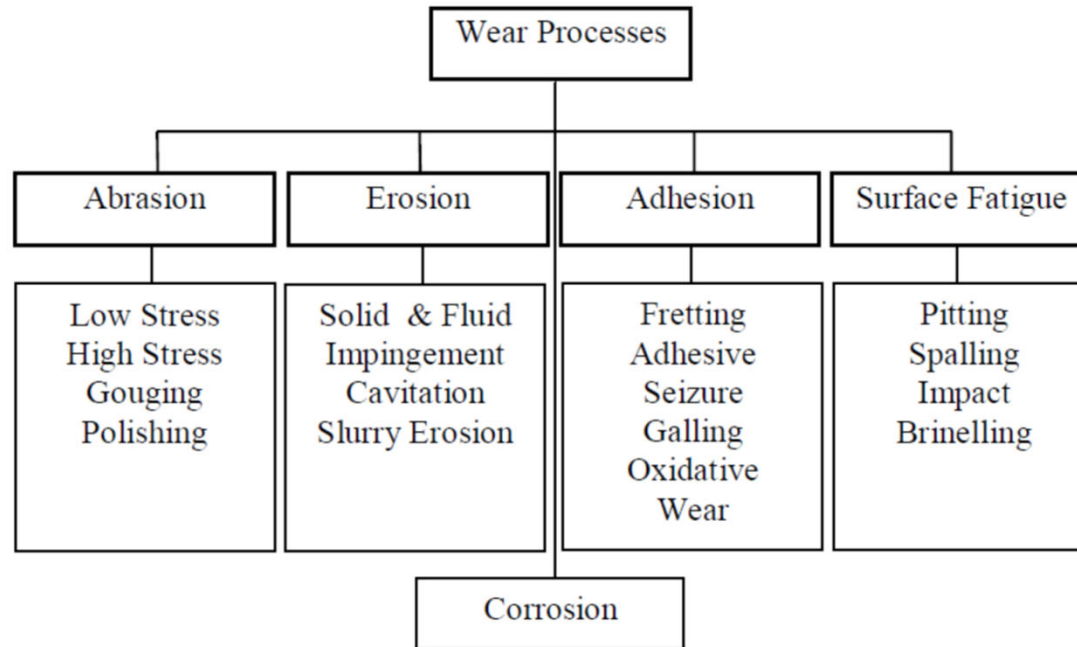 Wear Processes
Abrasion
Erosion
Adhesion
Surface Fatigue
Low Stress
High Stress
Gouging
Polishing
Solid & Fluid
Impingement
Cavitation
Slurry Erosion
Fretting
Adhesive
Seizure
Galling
Oxidative
Wear
Pitting
Spalling
Impact
Brinelling
Corrosion